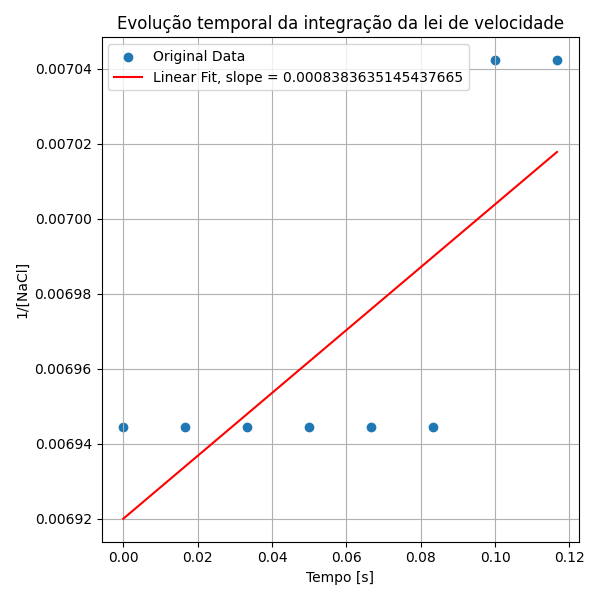 Evolução temporal da integração da lei de velocidade
Original Data
Linear Fit, slope = 0.0008383635145437665
0.00704
0.00702
0.00700
0.00698
0.00696
0.00694
0.00692
1/[NaCl]
0.00 0.02 0.04 0.06 0.08 0.10 0.12
Tempo [s]